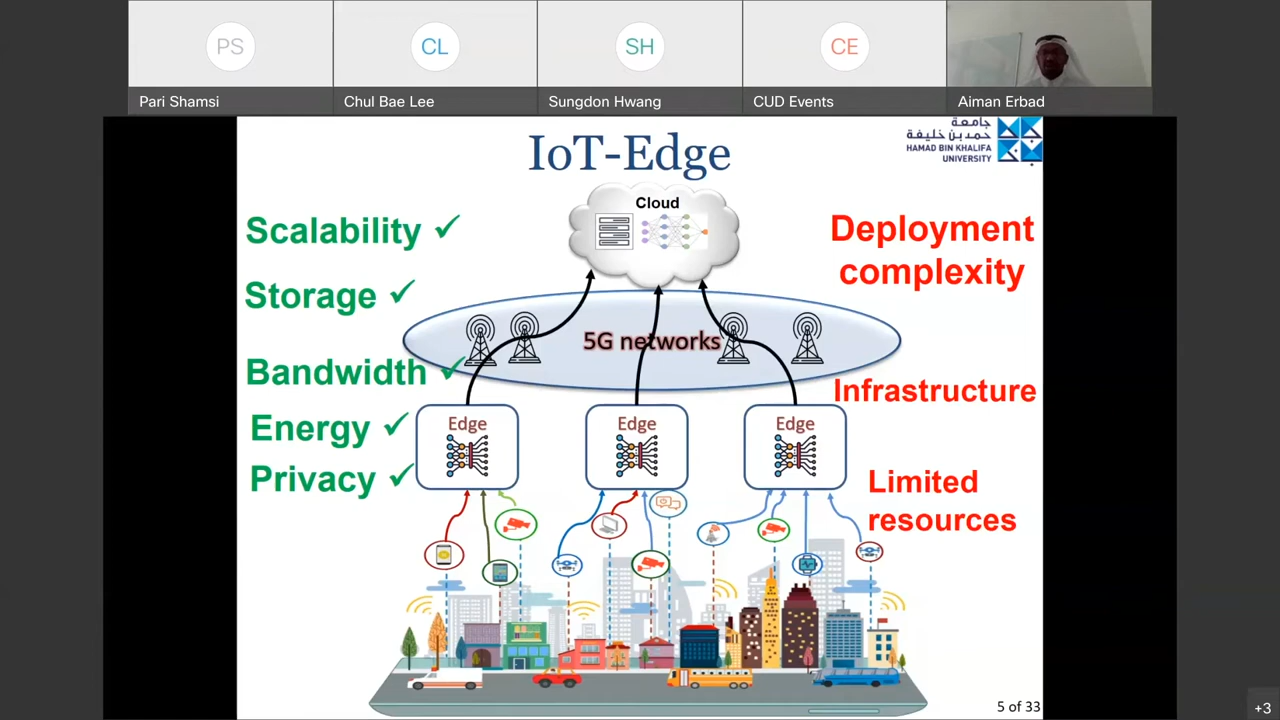 PS
CL
SH
CE
Pari Shamsi
Chul Bae Lee
Sungdon Hwang
CUD Events
Aiman Erbad
IoT-Edge
جامعة
حمد بن خليفة
HAMAD BIN KHALIFA
UNIVERSITY
Cloud
Scalability ✓
Storage ✓
Bandwidth ✓
Energy ✓
Privacy ✓
5G networks
Edge
Edge
Edge
Deployment
complexity
Infrastructure
Limited
resources
5 of 33
+3